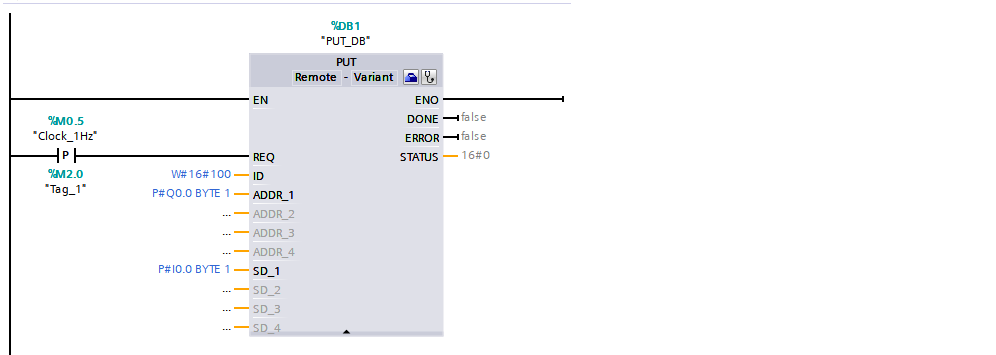 %DB1
"PUT_DB"
PUT
Remote - Variant
EN
ENO
DONE
false
%M0.5
"Clock_1Hz"
ERROR
false
P
REQ
STATUS
16#0
%M2.0
"Tag_1"
W#16#100
ID
P#Q0.0 BYTE 1
ADDR_1
...
ADDR_2
...
ADDR_3
...
ADDR_4
P#I0.0 BYTE 1
SD_1
...
SD_2
...
SD_3
...
SD_4